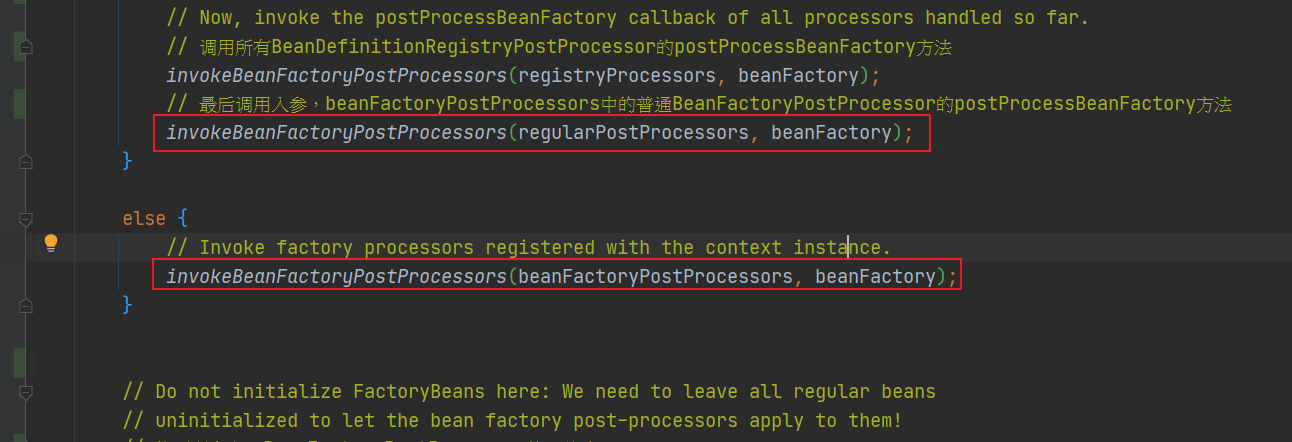 // Now, invoke the postProcessBeanFactory callback of all processors handled so far.
// 调用所有BeanDefinitionRegistryPostProcessor的postProcessBeanFactory方法
invokeBeanFactoryPostProcessors(registryProcessors, beanFactory);
// 最后调用入参，beanFactoryPostProcessors中的普通BeanFactoryPostProcessor的postProcessBeanFactory方法
invokeBeanFactoryPostProcessors(regularPostProcessors, beanFactory);
}
else {
// Invoke factory processors registered with the context instance.
invokeBeanFactoryPostProcessors(beanFactoryPostProcessors, beanFactory);
}
// Do not initialize FactoryBeans here: We need to leave all regular beans
// uninitialized to let the bean factory post-processors apply to them!